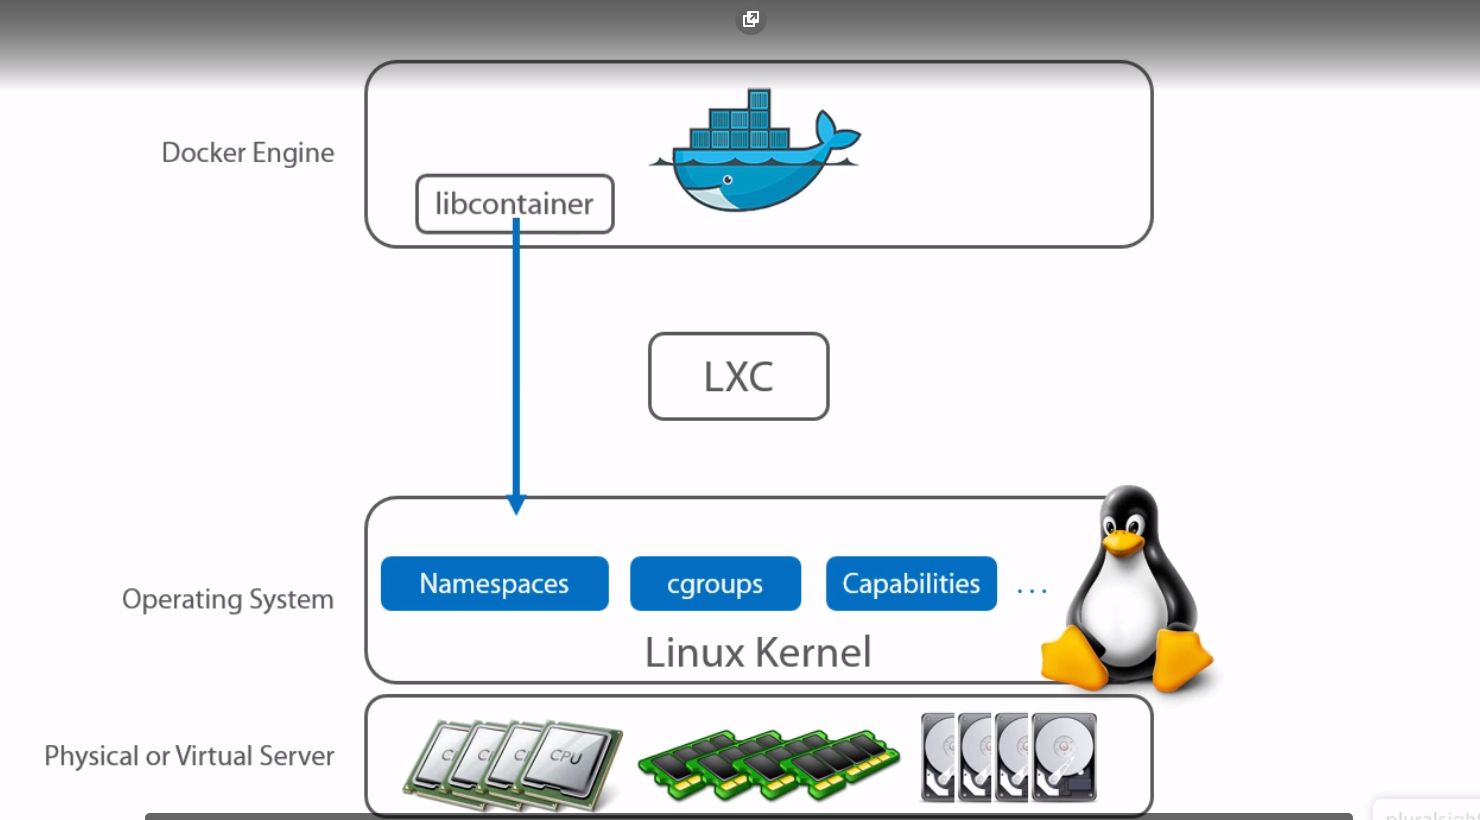 Docker Engine
libcontainer
LXC
Namespaces
cgroups
Capabilities
...
Operating System
Linux Kernel
Physical or Virtual Server
CPU